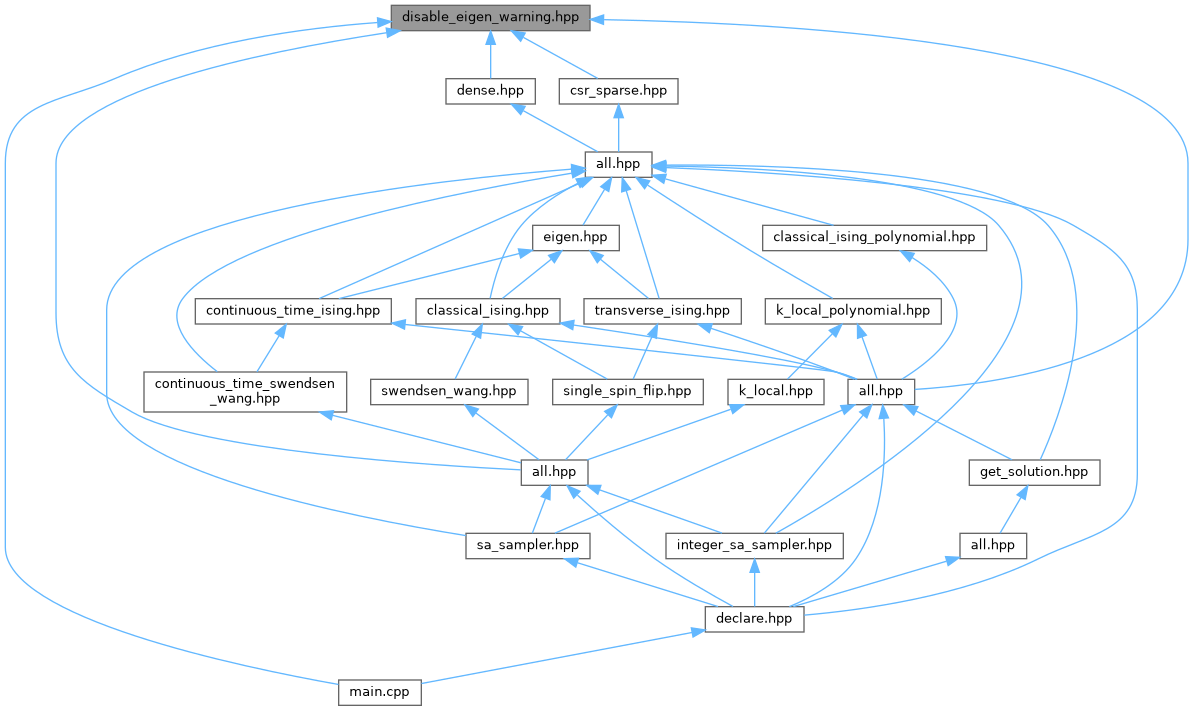 disable_eigen_warning.hpp
dense.hpp
csr_sparse.hpp
all.hpp
eigen.hpp
classical_ising_polynomial.hpp
continuous_time_ising.hpp
classical_ising.hpp
transverse_ising.hpp
k_local_polynomial.hpp
continuous_time_swendsen
_wang.hpp
swendsen_wang.hpp
single_spin_flip.hpp
k_local.hpp
all.hpp
all.hpp
get_solution.hpp
sa_sampler.hpp
integer_sa_sampler.hpp
all.hpp
declare.hpp
main.cpp